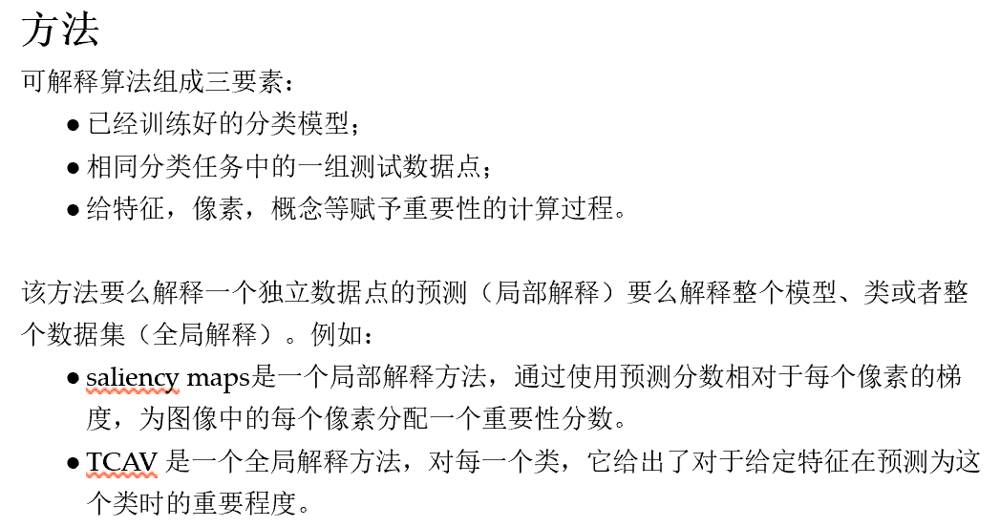 方法
可解释算法组成三要素：
● 已经训练好的分类模型；
● 相同分类任务中的一组测试数据点；
● 给特征，像素，概念等赋予重要性的计算过程。
该方法要么解释一个独立数据点的预测（局部解释）要么解释整个模型、类或者整
个数据集（全局解释）。例如：
● saliency maps是一个局部解释方法，通过使用预测分数相对于每个像素的梯
度，为图像中的每个像素分配一个重要性分数。
● TCAV 是一个全局解释方法，对每一个类，它给出了对于给定特征在预测为这
个类时的重要程度。